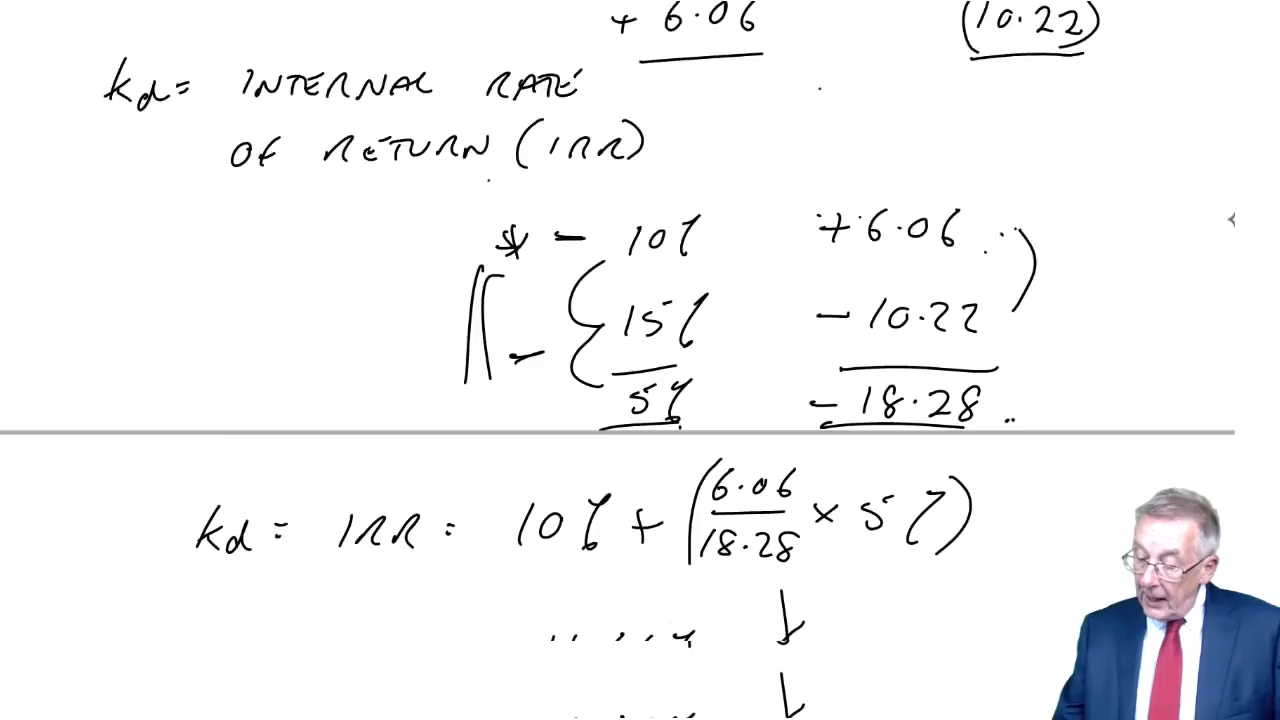 + 6.06 (10.22)
kd = INTERNAL RATE
OF RETURN (IRR)
* - 10% +6.06
- 15% - 10.22
5% - 18.28
kd = IRR = 10% + (6.06/18.28 × 5%)